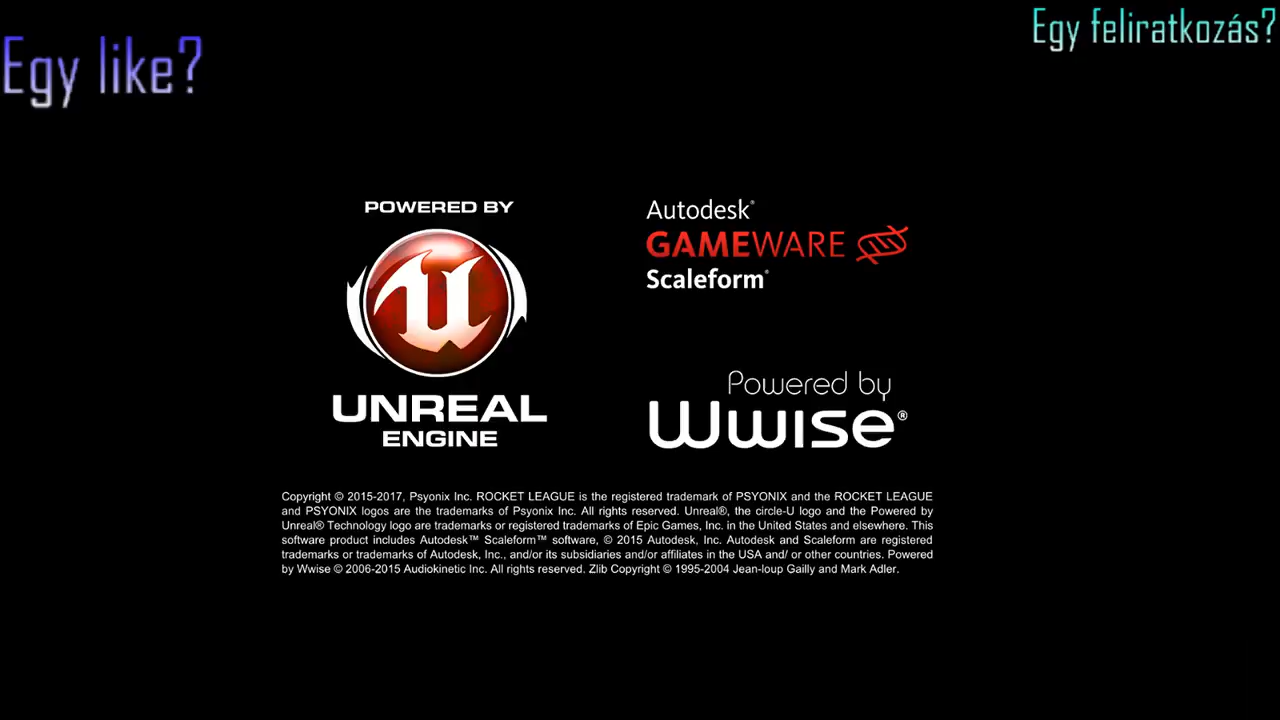 Egy like?
Egy feliratkozás?
POWERED BY
UNREAL
ENGINE
Autodesk®
GAMEWARE
Scaleform®
Powered by
Wwise®
Copyright © 2015-2017, Psyonix Inc. ROCKET LEAGUE is the registered trademark of PSYONIX and the ROCKET LEAGUE
and PSYONIX logos are the trademarks of Psyonix Inc. All rights reserved. Unreal®, the circle-U logo and the Powered by
Unreal® Technology logo are trademarks or registered trademarks of Epic Games, Inc. in the United States and elsewhere. This
software product includes Autodesk™ Scaleform™ software, © 2015 Autodesk, Inc. Autodesk and Scaleform are registered
trademarks or trademarks of Autodesk, Inc., and/or its subsidiaries and/or affiliates in the USA and/ or other countries. Powered
by Wwise © 2006-2015 Audiokinetic Inc. All rights reserved. Zlib Copyright © 1995-2004 Jean-loup Gailly and Mark Adler.